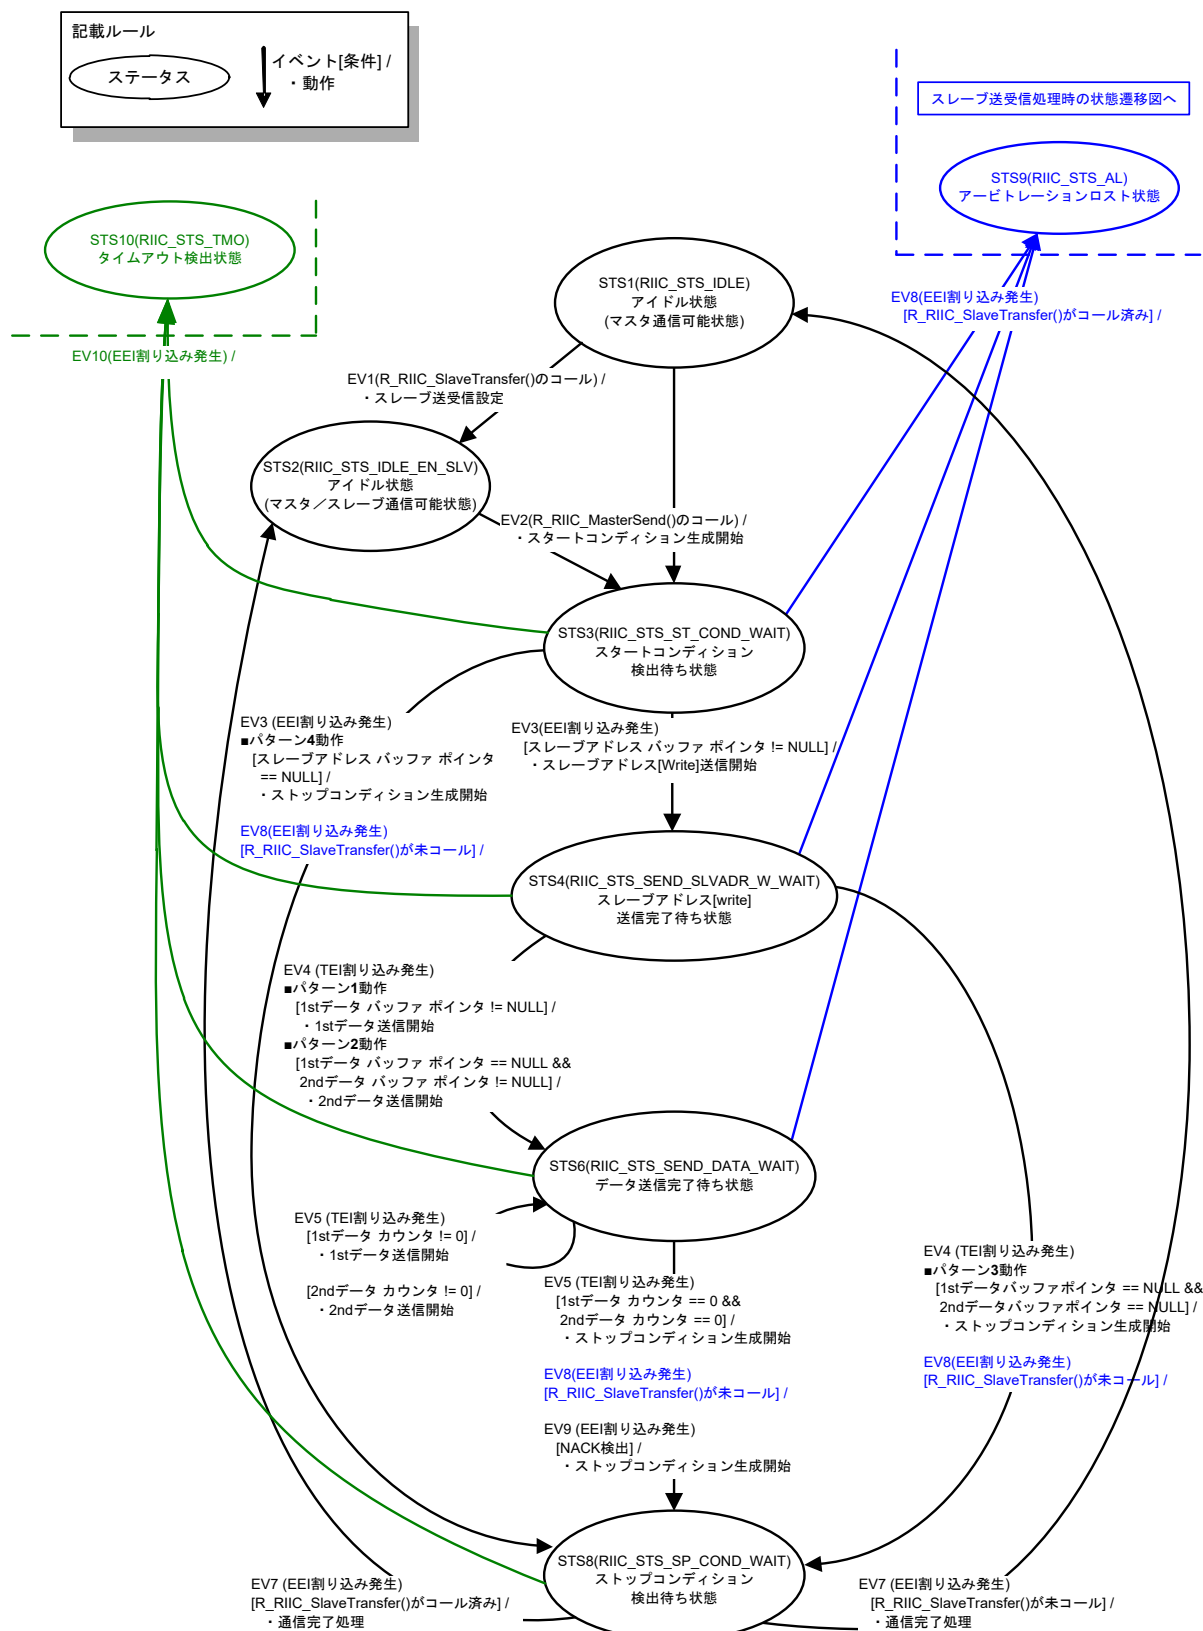 記載ルール
ステータス
イベント[条件] /
・動作
スレーブ送受信処理時の状態遷移図へ
STS9(RIIC_STS_AL)
アービトレーションロスト状態
STS10(RIIC_STS_TMO)
タイムアウト検出状態
STS1(RIIC_STS_IDLE)
アイドル状態
(マスタ通信可能状態)
EV8(EEI割り込み発生)
[R_RIIC_SlaveTransfer()がコール済み] /
EV10(EEI割り込み発生) /
EV1(R_RIIC_SlaveTransfer()のコール) /
・スレーブ送受信設定
STS2(RIIC_STS_IDLE_EN_SLV)
アイドル状態
(マスタ／スレーブ通信可能状態)
EV2(R_RIIC_MasterSend()のコール) /
・スタートコンディション生成開始
STS3(RIIC_STS_ST_COND_WAIT)
スタートコンディション
検出待ち状態
EV3 (EEI割り込み発生)
■パターン4動作
[スレーブアドレス バッファ ポインタ
== NULL] /
・ストップコンディション生成開始
EV8(EEI割り込み発生)
[R_RIIC_SlaveTransfer()が未コール] /
EV3(EEI割り込み発生)
[スレーブアドレス バッファ ポインタ != NULL] /
・スレーブアドレス[Write]送信開始
STS4(RIIC_STS_SEND_SLVADR_W_WAIT)
スレーブアドレス[write]
送信完了待ち状態
EV4 (TEI割り込み発生)
■パターン1動作
[1stデータ バッファ ポインタ != NULL] /
・1stデータ送信開始
■パターン2動作
[1stデータ バッファ ポインタ == NULL &&
2ndデータ バッファ ポインタ != NULL] /
・2ndデータ送信開始
STS6(RIIC_STS_SEND_DATA_WAIT)
データ送信完了待ち状態
EV5 (TEI割り込み発生)
[1stデータ カウンタ != 0] /
・1stデータ送信開始
[2ndデータ カウンタ != 0] /
・2ndデータ送信開始
EV5 (TEI割り込み発生)
[1stデータ カウンタ == 0 &&
2ndデータ カウンタ == 0] /
・ストップコンディション生成開始
EV8(EEI割り込み発生)
[R_RIIC_SlaveTransfer()が未コール] /
EV9 (EEI割り込み発生)
[NACK検出] /
・ストップコンディション生成開始
EV4 (TEI割り込み発生)
■パターン3動作
[1stデータバッファポインタ == NULL &&
2ndデータバッファポインタ == NULL] /
・ストップコンディション生成開始
EV8(EEI割り込み発生)
[R_RIIC_SlaveTransfer()が未コール] /
STS8(RIIC_STS_SP_COND_WAIT)
ストップコンディション
検出待ち状態
EV7 (EEI割り込み発生)
[R_RIIC_SlaveTransfer()がコール済み] /
・通信完了処理
EV7 (EEI割り込み発生)
[R_RIIC_SlaveTransfer()が未コール] /
・通信完了処理